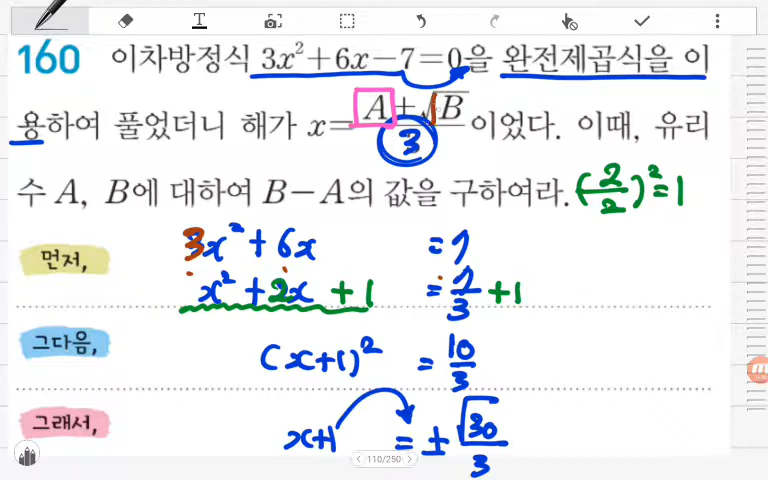 160 이차방정식 3x²+6x-7=0을 완전제곱식을 이
용하여 풀었더니 해가 x=(A±√B)/3 이었다. 이때, 유리
수 A, B에 대하여 B-A의 값을 구하여라. (2/2)²=1
먼저, 3x²+6x =7
x²+2x+1 =7/3+1
그다음, (x+1)² =10/3
그래서, x+1 =±√30/3
110/250